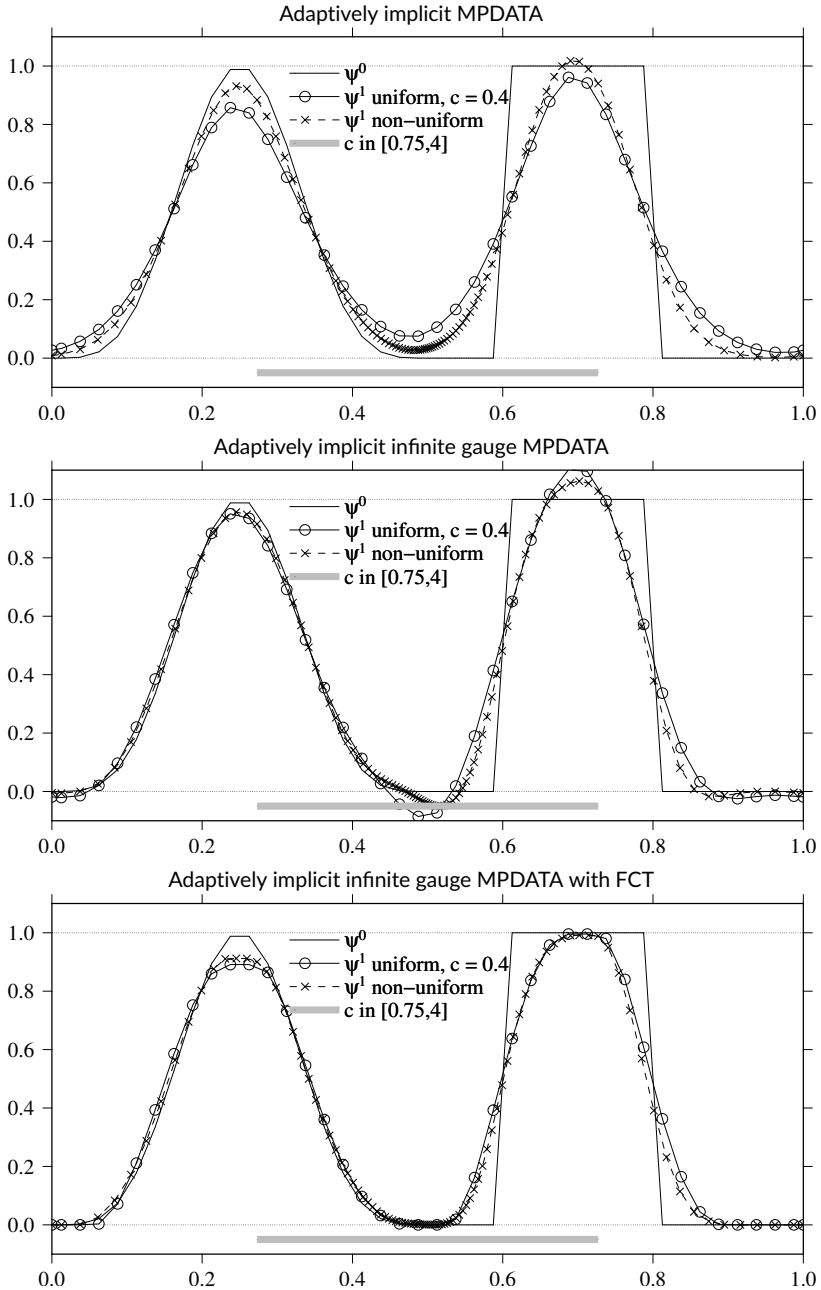 Adaptively implicit MPDATA
1.0
0.8
0.6
0.4
0.2
0.0
ψ⁰
ψ¹ uniform, c = 0.4
ψ¹ non−uniform
c in [0.75,4]
0.0 0.2 0.4 0.6 0.8 1.0
Adaptively implicit infinite gauge MPDATA
1.0
0.8
0.6
0.4
0.2
0.0
ψ⁰
ψ¹ uniform, c = 0.4
ψ¹ non−uniform
c in [0.75,4]
0.0 0.2 0.4 0.6 0.8 1.0
Adaptively implicit infinite gauge MPDATA with FCT
1.0
0.8
0.6
0.4
0.2
0.0
ψ⁰
ψ¹ uniform, c = 0.4
ψ¹ non−uniform
c in [0.75,4]
0.0 0.2 0.4 0.6 0.8 1.0